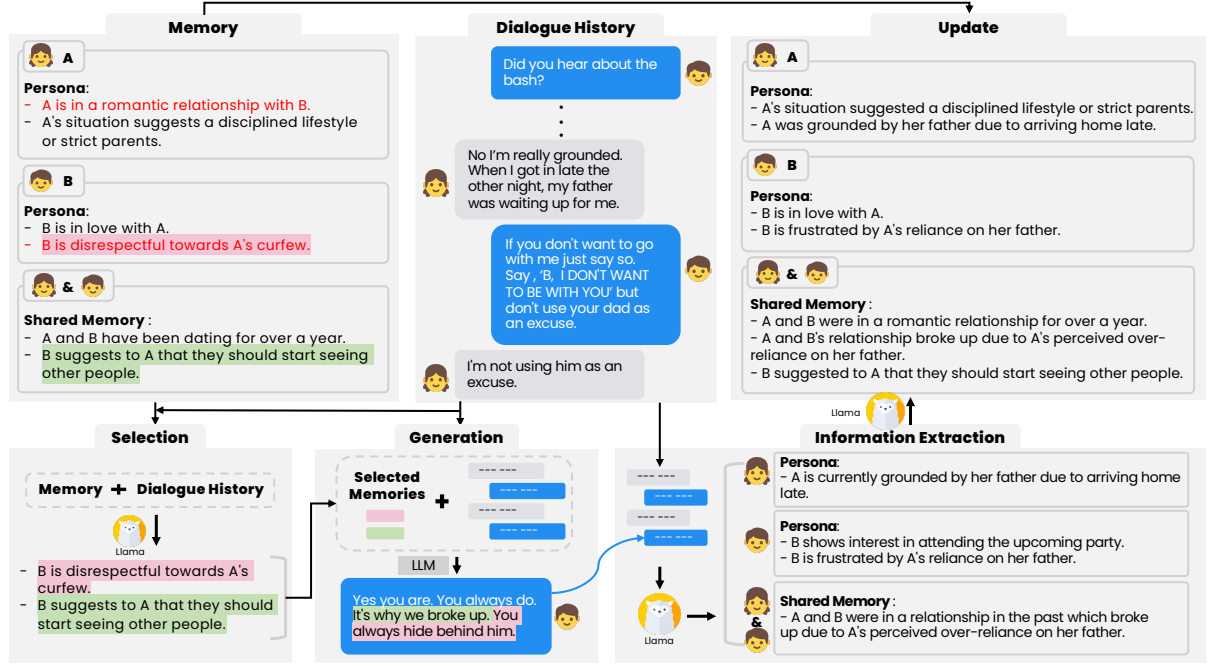 Memory
A
Persona:
- A is in a romantic relationship with B.
- A's situation suggests a disciplined lifestyle
or strict parents.
B
Persona:
- B is in love with A.
- B is disrespectful towards A's curfew.
&
Shared Memory :
- A and B have been dating for over a year.
- B suggests to A that they should start seeing
other people.
Dialogue History
Did you hear about the
bash?
No I'm really grounded.
When I got in late the
other night, my father
was waiting up for me.
If you don't want to go
with me just say so.
Say , 'B, I DON'T WANT
TO BE WITH YOU' but
don't use your dad as
an excuse.
I'm not using him as an
excuse.
Update
A
Persona:
- A's situation suggested a disciplined lifestyle or strict parents.
- A was grounded by her father due to arriving home late.
B
Persona:
- B is in love with A.
- B is frustrated by A's reliance on her father.
&
Shared Memory :
- A and B were in a romantic relationship for over a year.
- A and B's relationship broke up due to A's perceived over-
reliance on her father.
- B suggested to A that they should start seeing other people.
Llama
Selection
Memory + Dialogue History
Llama
- B is disrespectful towards A's
curfew.
- B suggests to A that they should
start seeing other people.
Generation
Selected
Memories
+
--- ---
--- ---
--- ---
--- ---
LLM
Yes you are. You always do.
It's why we broke up. You
always hide behind him.
--- ---
--- ---
--- ---
--- ---
Llama
Information Extraction
Persona:
- A is currently grounded by her father due to arriving home
late.
Persona:
- B shows interest in attending the upcoming party.
- B is frustrated by A's reliance on her father.
&
Shared Memory :
- A and B were in a relationship in the past which broke
up due to A's perceived over-reliance on her father.